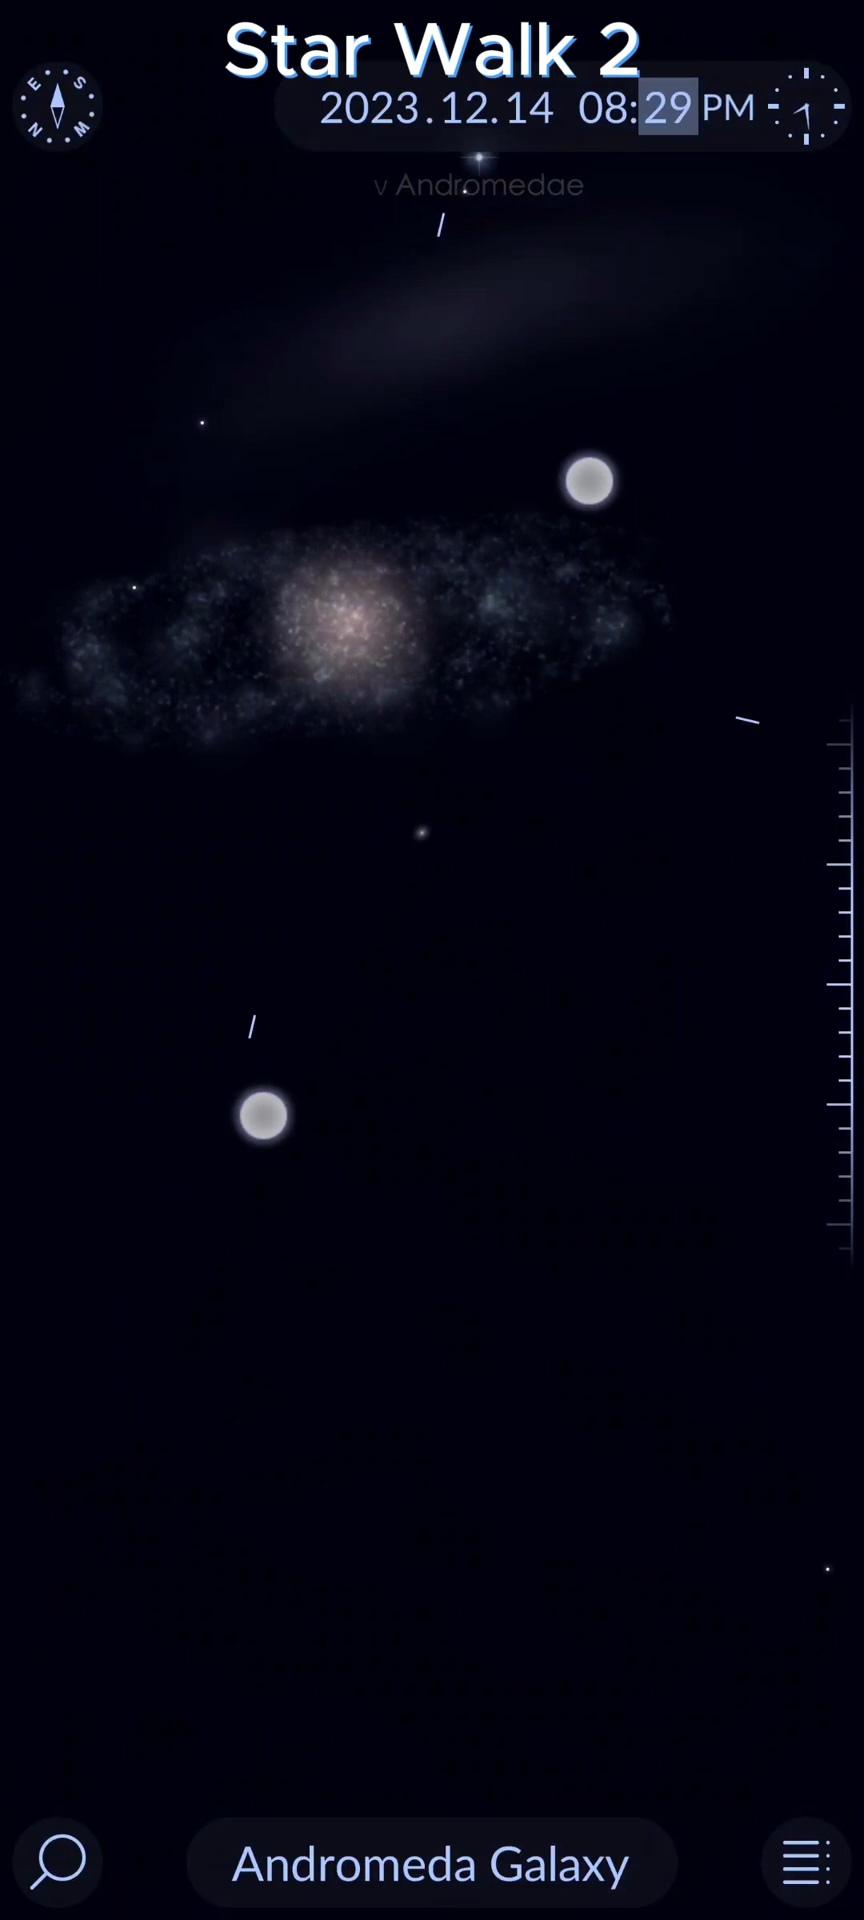 Star Walk 2
2023.12.14 08:29 PM
E S
N W
ν Andromedae
Andromeda Galaxy